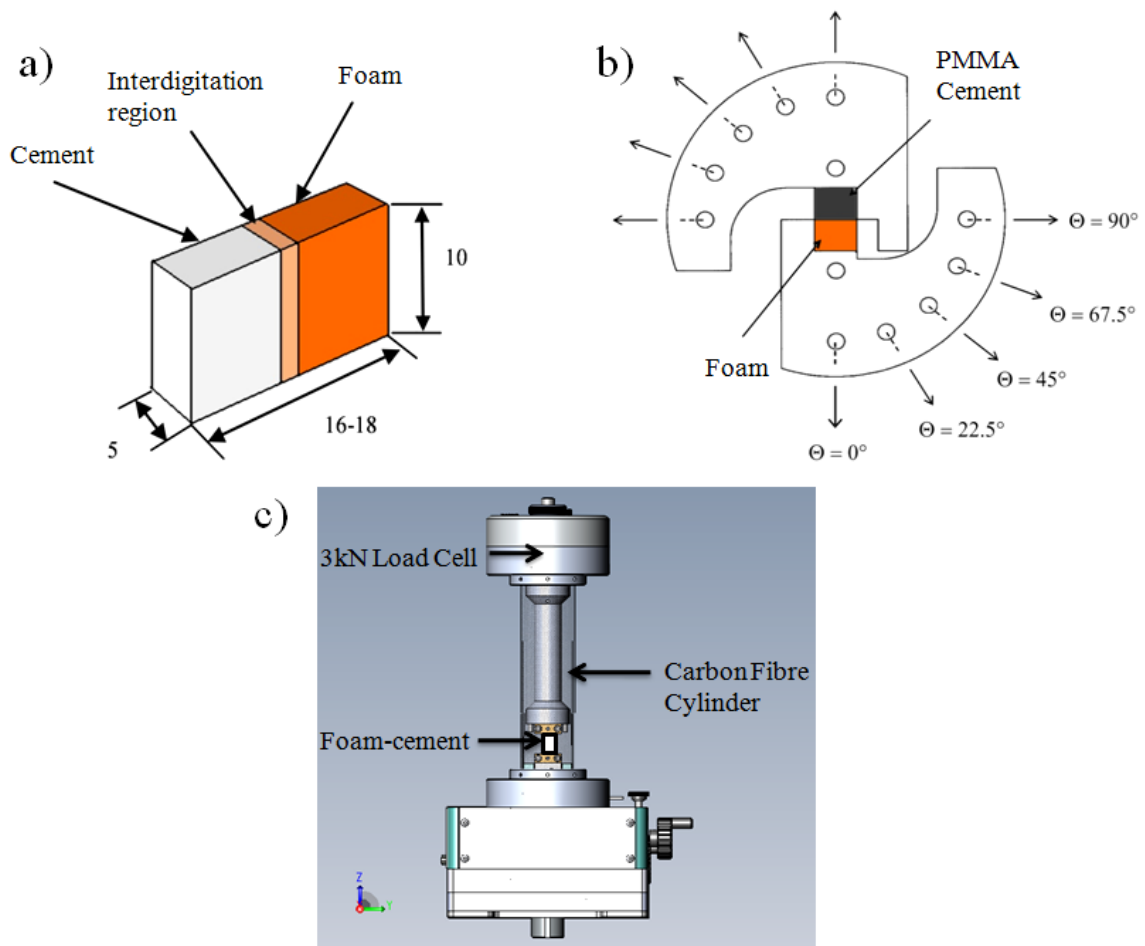 a)
Interdigitation
region
Foam
Cement
10
16-18
5
b)
PMMA
Cement
Θ = 90°
Θ = 67.5°
Θ = 45°
Θ = 22.5°
Θ = 0°
Foam
c)
3kN Load Cell
Carbon Fibre
Cylinder
Foam-cement
Z
Y